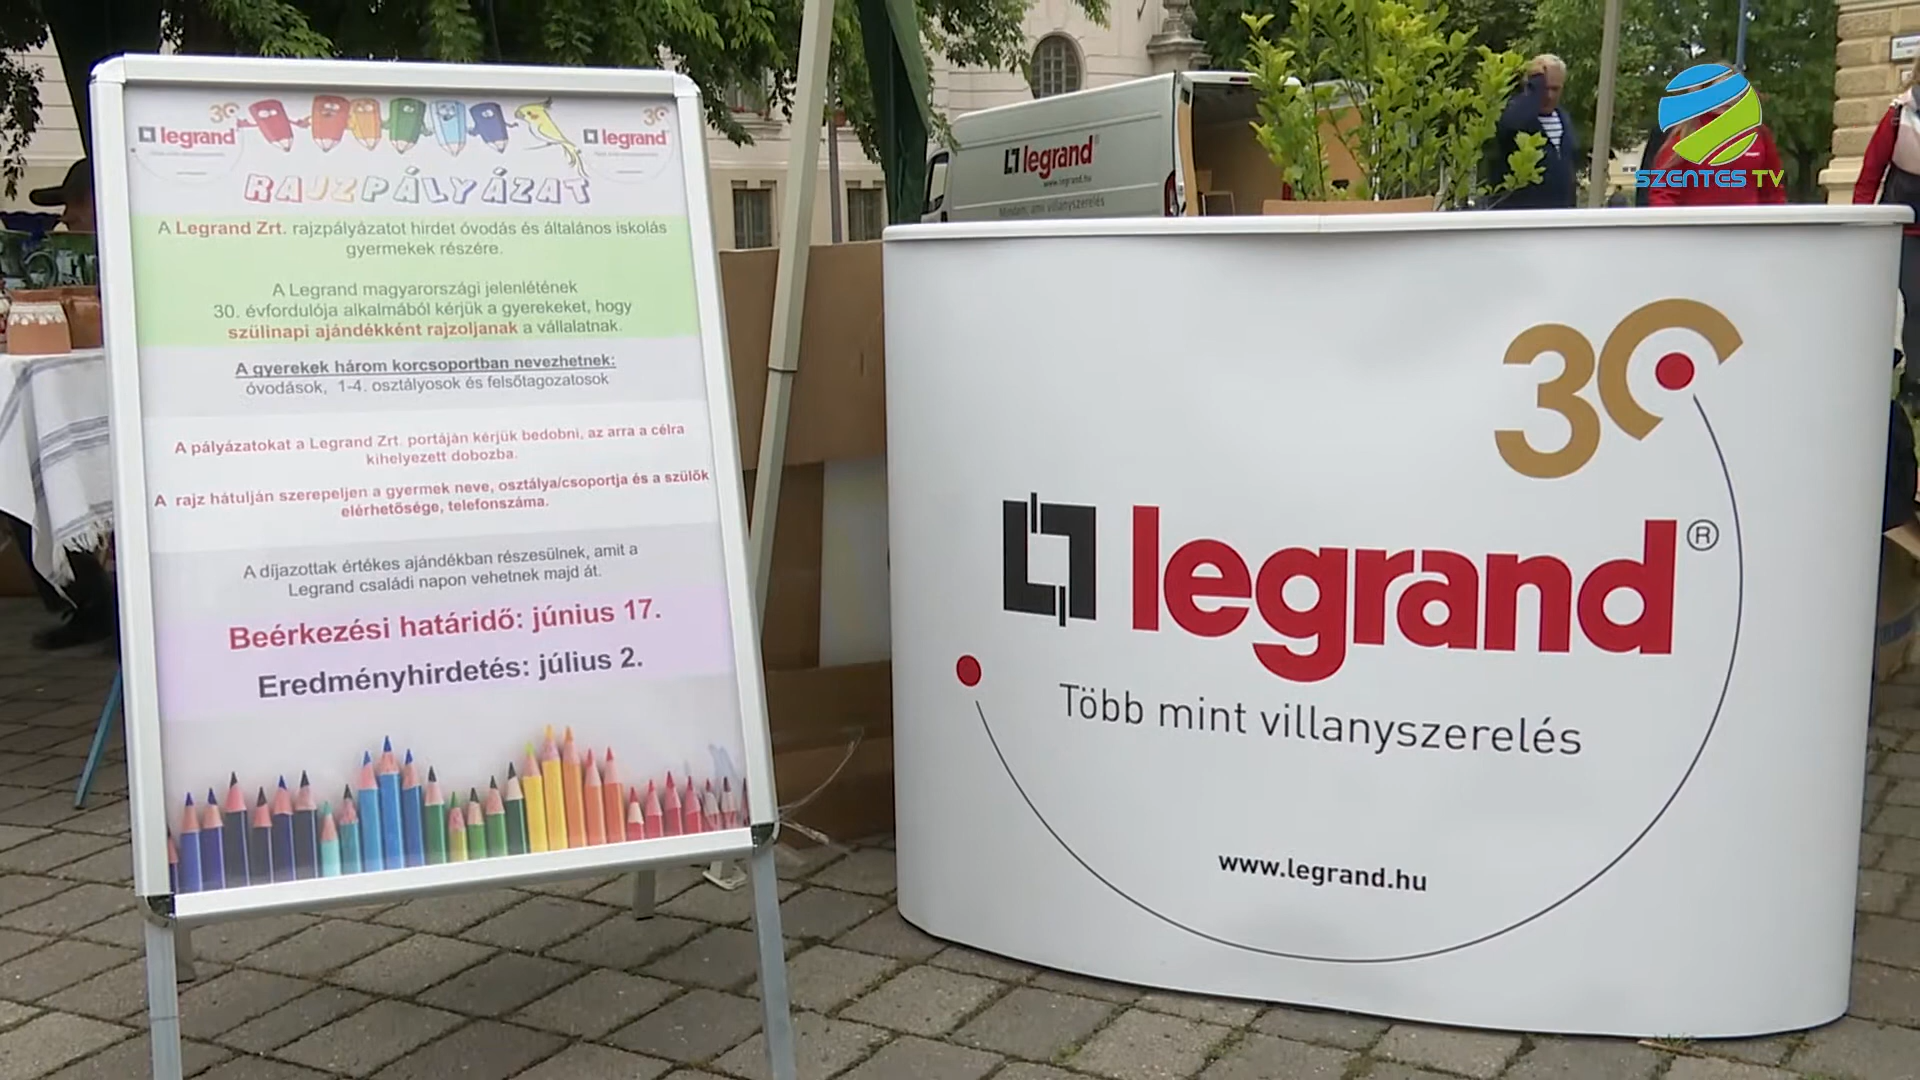 30
legrand
30
legrand
RAJZPÁLYÁZAT
A Legrand Zrt. rajzpályázatot hirdet óvodás és általános iskolás
gyermekek részére.
A Legrand magyarországi jelenlétének
30. évfordulója alkalmából kérjük a gyerekeket, hogy
szülinapi ajándékként rajzoljanak a vállalatnak.
A gyerekek három korcsoportban nevezhetnek:
óvodások, 1-4. osztályosok és felsőtagozatosok
A pályázatokat a Legrand Zrt. portáján kérjük bedobni, az arra a célra
kihelyezett dobozba.
A rajz hátulján szerepeljen a gyermek neve, osztálya/csoportja és a szülők
elérhetősége, telefonszáma.
A díjazottak értékes ajándékban részesülnek, amit a
Legrand családi napon vehetnek majd át.
Beérkezési határidő: június 17.
Eredményhirdetés: július 2.
legrand®
www.legrand.hu
Minden, ami villanyszerelés
SZENTES TV
30
legrand®
Több mint villanyszerelés
www.legrand.hu